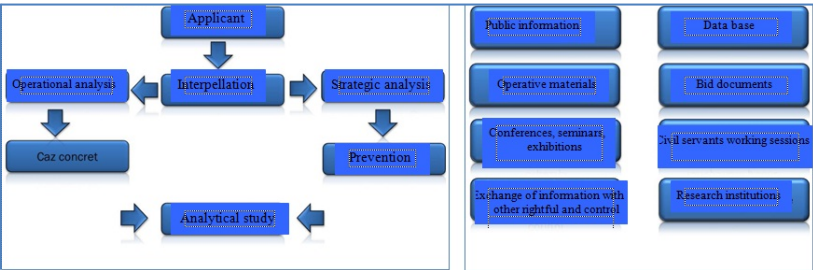 Applicant
Operational analysis
Interpellation
Strategic analysis
Caz concret
Prevention
Analytical study
Public information
Data base
Operative materials
Bid documents
Conferences, seminars,
exhibitions
Civil servants working sessions
Exchange of information with
other rightful and control
Research institutions